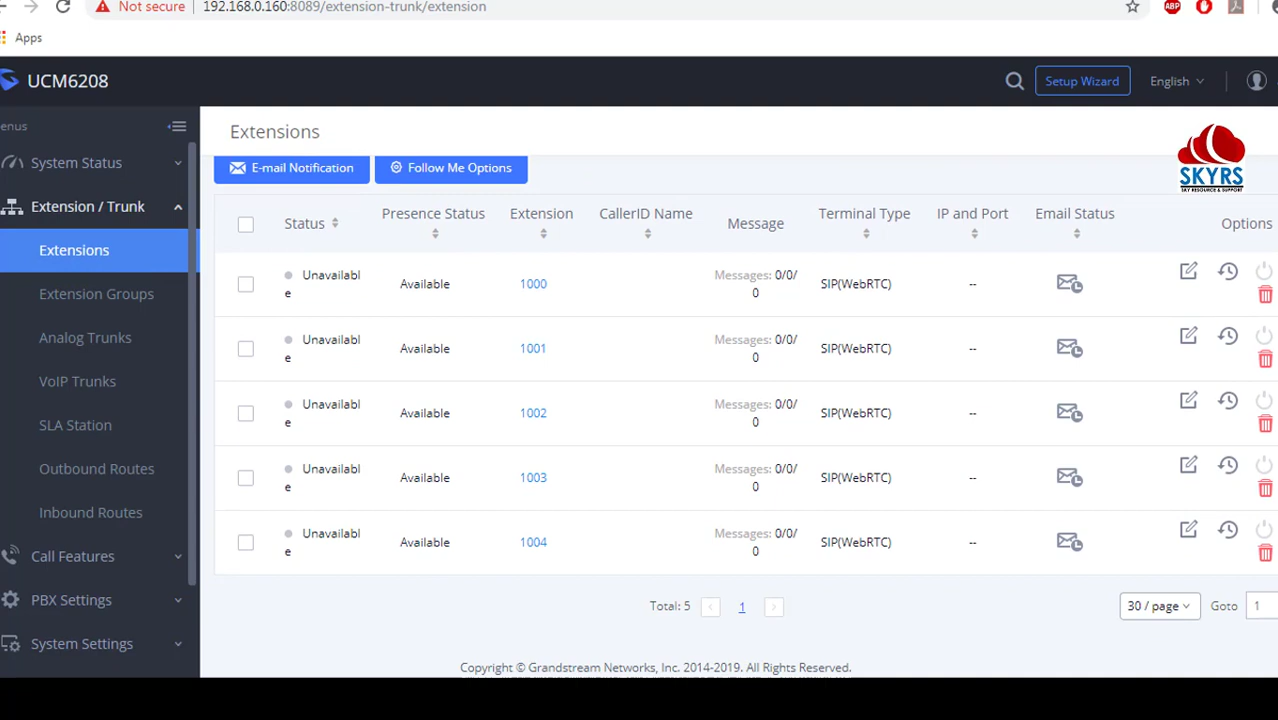 Not secure 192.168.0.160:8089/extension-trunk/extension
ABP
Apps
UCM6208
Setup Wizard
English
enus
System Status
Extension / Trunk
Extensions
Extension Groups
Analog Trunks
VoIP Trunks
SLA Station
Outbound Routes
Inbound Routes
Call Features
PBX Settings
System Settings
Extensions
SKYRS
SKY RESOURCE & SUPPORT
E-mail Notification
Follow Me Options
Status Presence Status Extension CallerID Name Message Terminal Type IP and Port Email Status Options
Unavailabl
e Available 1000 Messages: 0/0/
0 SIP(WebRTC) --
Unavailabl
e Available 1001 Messages: 0/0/
0 SIP(WebRTC) --
Unavailabl
e Available 1002 Messages: 0/0/
0 SIP(WebRTC) --
Unavailabl
e Available 1003 Messages: 0/0/
0 SIP(WebRTC) --
Unavailabl
e Available 1004 Messages: 0/0/
0 SIP(WebRTC) --
Total: 5 < 1 > 30 / page Goto 1
Copyright © Grandstream Networks, Inc. 2014-2019. All Rights Reserved.